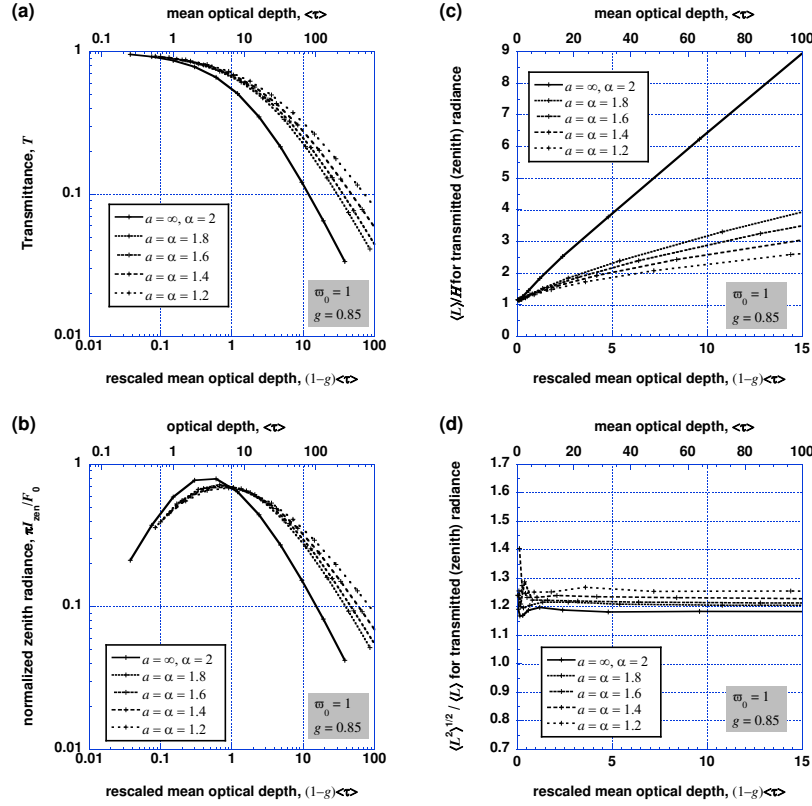 (a)
mean optical depth, <τ>
0.1 1 10 100
Transmittance, T
1
0.1
0.01
a = ∞, α = 2
a = α = 1.8
a = α = 1.6
a = α = 1.4
a = α = 1.2
ϖ0 = 1
g = 0.85
0.01 0.1 1 10 100
rescaled mean optical depth, (1–g)<τ>
(c)
mean optical depth, <τ>
0 20 40 60 80 100
⟨L⟩/H for transmitted (zenith) radiance
9
8
7
6
5
4
3
2
1
0
a = ∞, α = 2
a = α = 1.8
a = α = 1.6
a = α = 1.4
a = α = 1.2
ϖ0 = 1
g = 0.85
0 5 10 15
rescaled mean optical depth, (1–g)<τ>
(b)
optical depth, <τ>
0.1 1 10 100
normalized zenith radiance, πIzen/F0
1
0.1
0.01
a = ∞, α = 2
a = α = 1.8
a = α = 1.6
a = α = 1.4
a = α = 1.2
ϖ0 = 1
g = 0.85
0.01 0.1 1 10 100
rescaled mean optical depth, (1–g)<τ>
(d)
mean optical depth, <τ>
0 20 40 60 80 100
⟨L²⟩^1/2 / ⟨L⟩ for transmitted (zenith) radiance
1.7
1.6
1.5
1.4
1.3
1.2
1.1
1.0
0.9
0.8
0.7
a = ∞, α = 2
a = α = 1.8
a = α = 1.6
a = α = 1.4
a = α = 1.2
ϖ0 = 1
g = 0.85
0 5 10 15
rescaled mean optical depth, (1–g)<τ>